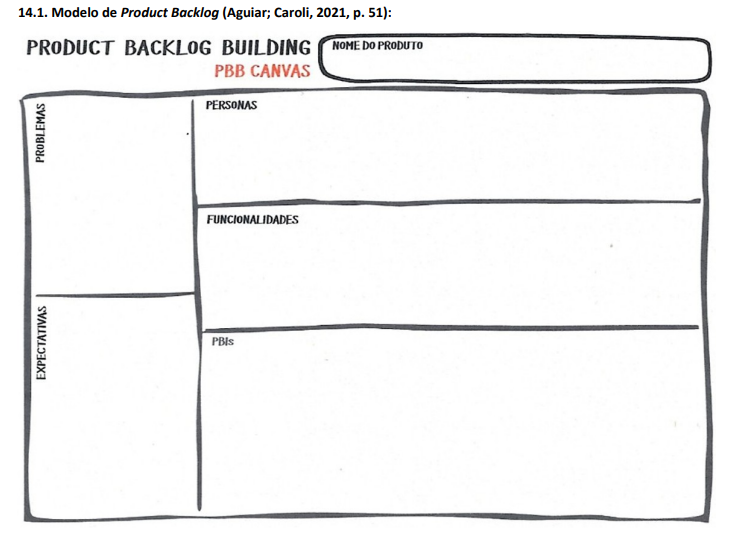 14.1. Modelo de Product Backlog (Aguiar; Caroli, 2021, p. 51):
PRODUCT BACKLOG BUILDING
PBB CANVAS
NOME DO PRODUTO
PROBLEMAS
PERSONAS
FUNCIONALIDADES
EXPECTATIVAS
PBIs